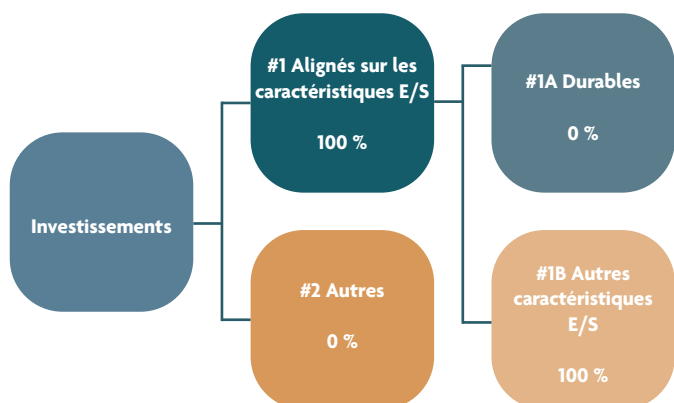 #1 Alignés sur les
caractéristiques E/S
100 %
#1A Durables
0 %
Investissements
#2 Autres
0 %
#1B Autres
caractéristiques
E/S
100 %